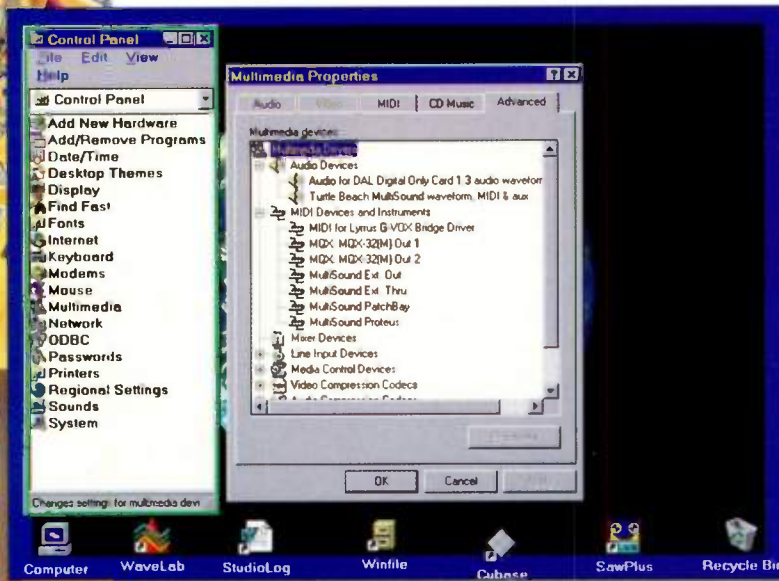 Control Panel
File Edit View
Help
Control Panel
Add New Hardware
Add/Remove Programs
Date/Time
Desktop Themes
Display
Find Fast
Fonts
Internet
Keyboard
Modems
Mouse
Multimedia
Network
ODBC
Passwords
Printers
Regional Settings
Sounds
System
Changes settings for multimedia devi
Multimedia Properties
Audio Video MIDI CD Music Advanced
Multimedia devices:
Multimedia Devices
Audio Devices
Audio for DAL Digital Only Card 1.3 audio waveforr
Turtle Beach MultiSound waveform, MIDI & aux
MIDI Devices and Instruments
MIDI for Lyrrus G-VOX Bridge Driver
MQX: MQX-32(M) Out 1
MQX: MQX-32(M) Out 2
MultiSound Ext. Out
MultiSound Ext. Thru
MultiSound PatchBay
MultiSound Proteus
Mixer Devices
Line Input Devices
Media Control Devices
Video Compression Codecs
Audio Compression Codecs
OK Cancel
Computer WaveLab StudioLog Winfile Cubase SawPlus Recycle Bi